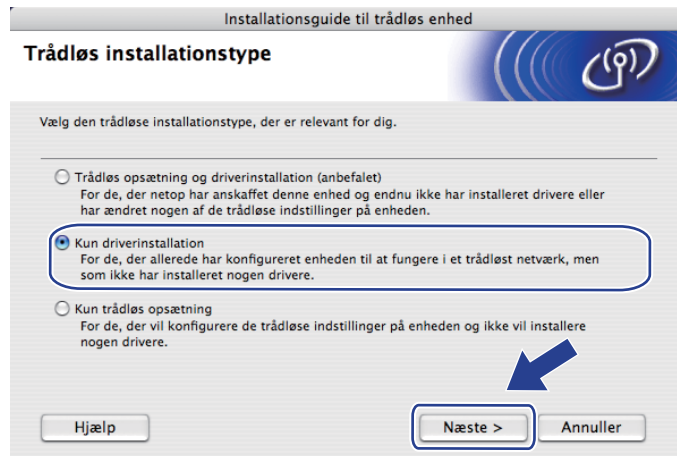 Installationsguide til trådløs enhed
Trådløs installationstype
Vælg den trådløse installationstype, der er relevant for dig.
Trådløs opsætning og driverinstallation (anbefalet)
For de, der netop har anskaffet denne enhed og endnu ikke har installeret drivere eller
har ændret nogen af de trådløse indstillinger på enheden.
Kun driverinstallation
For de, der allerede har konfigureret enheden til at fungere i et trådløst netværk, men
som ikke har installeret nogen drivere.
Kun trådløs opsætning
For de, der vil konfigurere de trådløse indstillinger på enheden og ikke vil installere
nogen drivere.
Hjælp
Næste >
Annuller